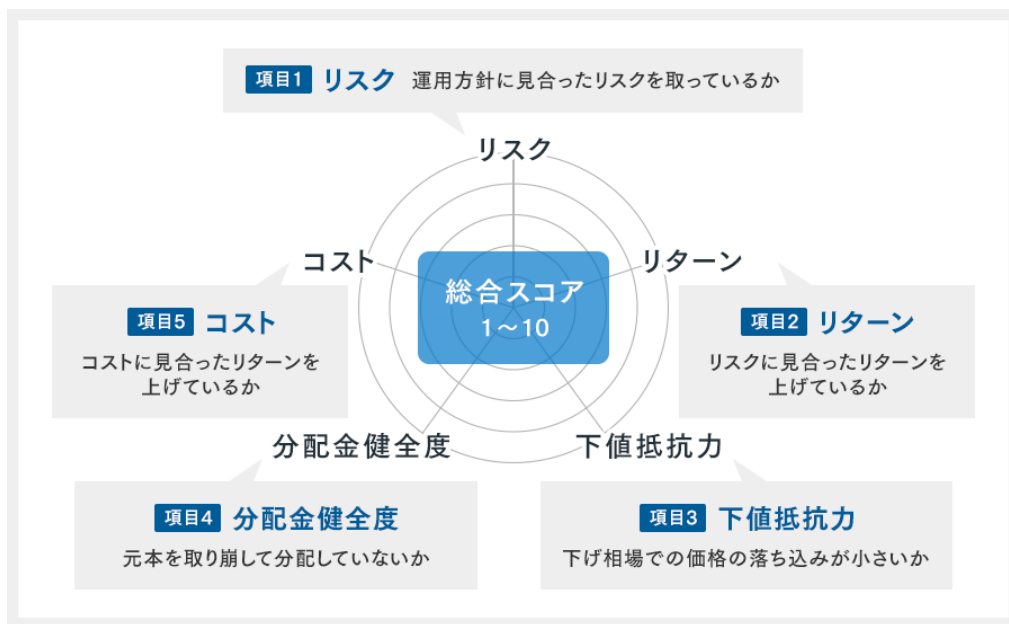 項目1 リスク 運用方針に見合ったリスクを取っているか
リスク
コスト
リターン
総合スコア
1～10
項目5 コスト
コストに見合ったリターンを
上げているか
項目2 リターン
リスクに見合ったリターンを
上げているか
分配金健全度
下値抵抗力
項目4 分配金健全度
元本を取り崩して分配していないか
項目3 下値抵抗力
下げ相場での価格の落ち込みが小さいか